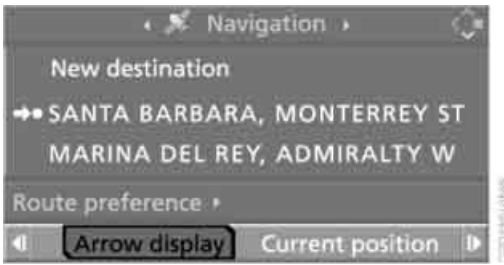 Navigation
New destination
SANTA BARBARA, MONTERREY ST
MARINA DEL REY, ADMIRALTY W
Route preference
Arrow display Current position